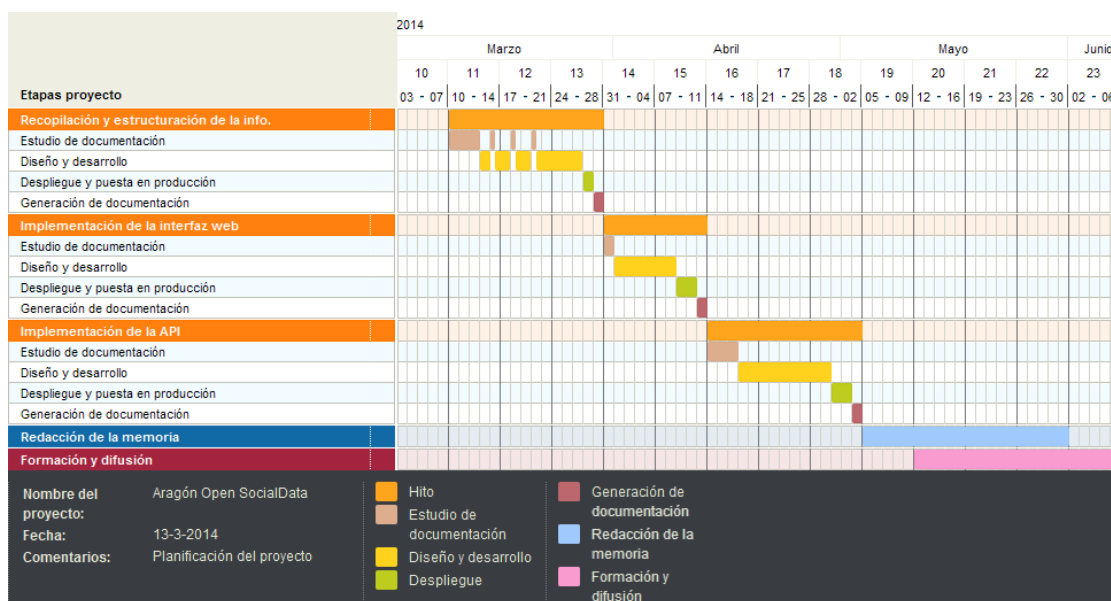 2014
Marzo Abril Mayo Junio
10 11 12 13 14 15 16 17 18 19 20 21 22 23
Etapas proyecto 03 - 07 10 - 14 17 - 21 24 - 28 31 - 04 07 - 11 14 - 18 21 - 25 28 - 02 05 - 09 12 - 16 19 - 23 26 - 30 02 - 06
Recopilación y estructuración de la info.
Estudio de documentación
Diseño y desarrollo
Despliegue y puesta en producción
Generación de documentación
Implementación de la interfaz web
Estudio de documentación
Diseño y desarrollo
Despliegue y puesta en producción
Generación de documentación
Implementación de la API
Estudio de documentación
Diseño y desarrollo
Despliegue y puesta en producción
Generación de documentación
Redacción de la memoria
Formación y difusión
Nombre del
proyecto:
Aragón Open SocialData
Fecha: 13-3-2014
Comentarios: Planificación del proyecto
Hito
Estudio de
documentación
Diseño y desarrollo
Despliegue
Generación de
documentación
Redacción de la
memoria
Formación y
difusión